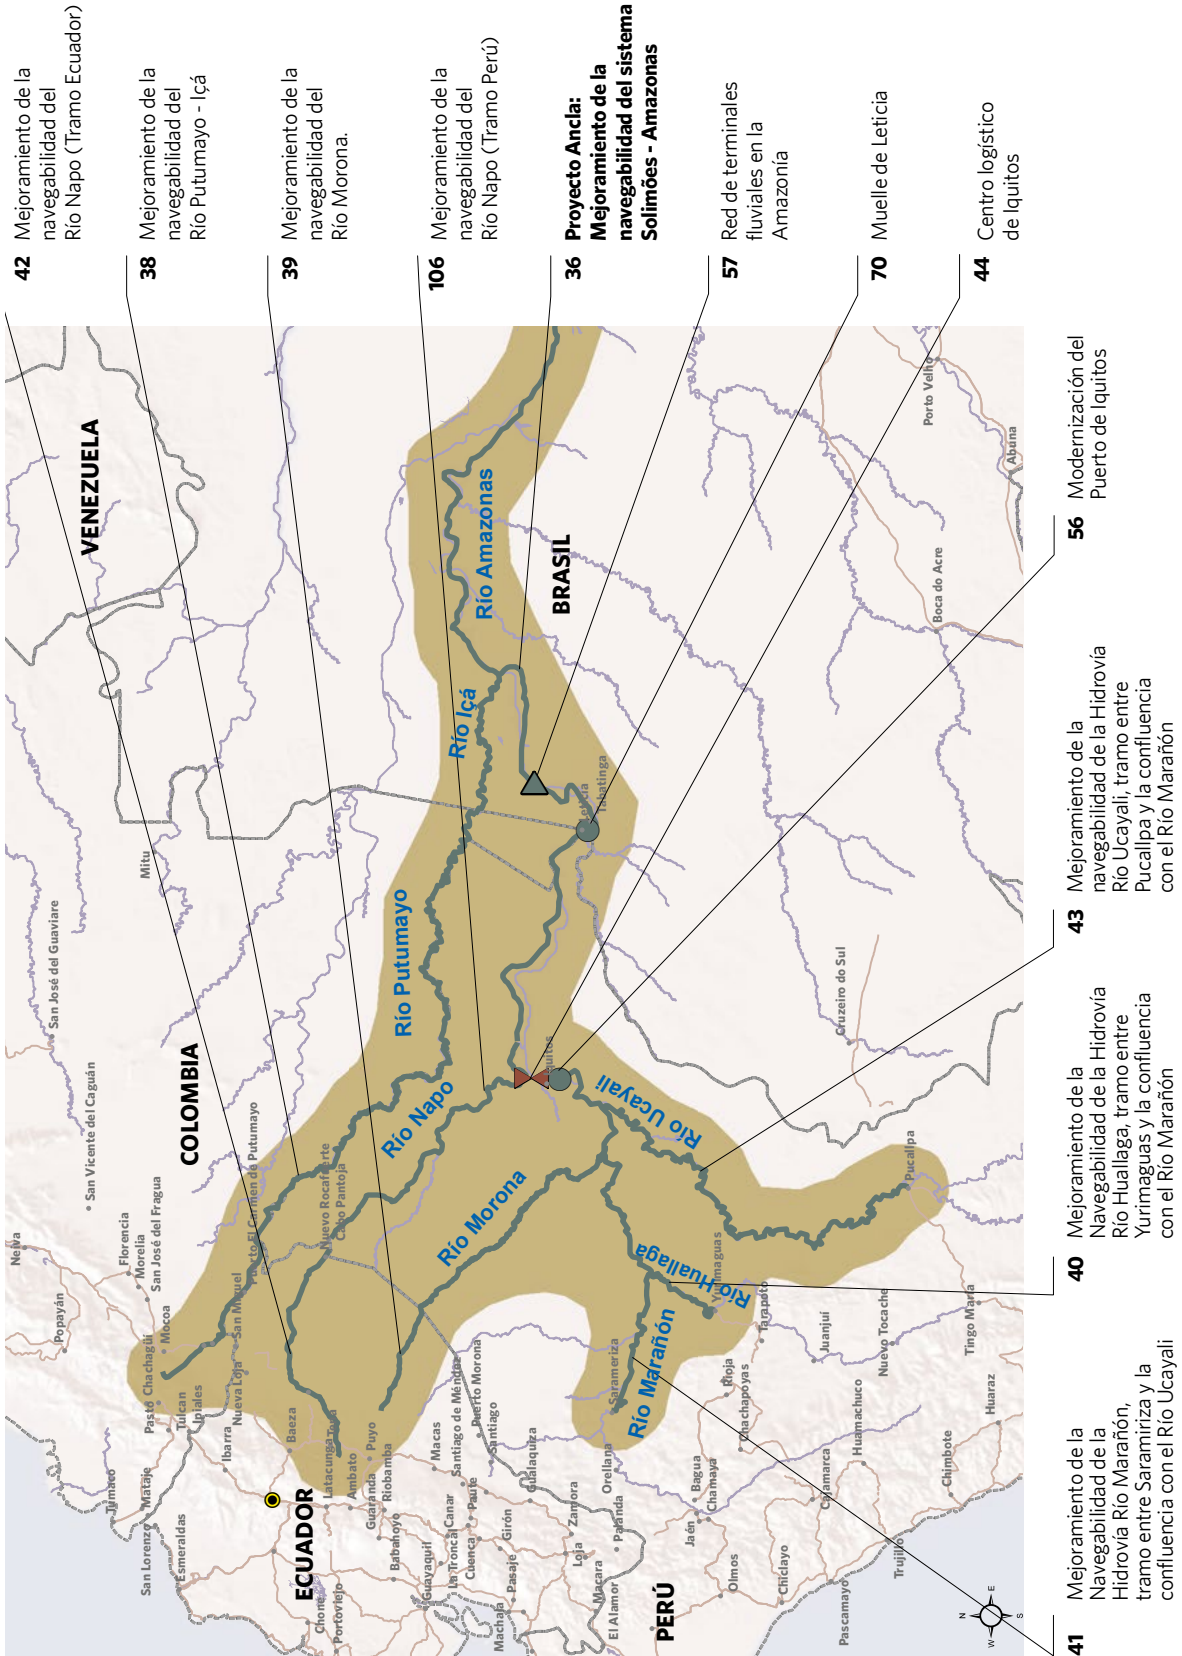 42
Mejoramiento de la
navegabilidad del
Río Napo (Tramo Ecuador)
38
Mejoramiento de la
navegabilidad del
Río Putumayo - Içá
39
Mejoramiento de la
navegabilidad del
Río Morona.
106
Mejoramiento de la
navegabilidad del
Río Napo (Tramo Perú)
36
Proyecto Ancla:
Mejoramiento de la
navegabilidad del sistema
Solimões - Amazonas
57
Red de terminales
fluviales en la
Amazonía
70
Muelle de Leticia
44
Centro logístico
de Iquitos
41
Mejoramiento de la
Navegabilidad de la
Hidrovía Río Marañón,
tramo entre Saramiriza y la
confluencia con el Río Ucayali
40
Mejoramiento de la
Navegabilidad de la Hidrovía
Río Huallaga, tramo entre
Yurimaguas y la confluencia
con el Río Marañón
43
Mejoramiento de la
navegabilidad de la Hidrovía
Río Ucayali, tramo entre
Pucallpa y la confluencia
con el Río Marañón
56
Modernización del
Puerto de Iquitos
VENEZUELA
COLOMBIA
ECUADOR
PERÚ
BRASIL
Río Amazonas
Río Içá
Río Putumayo
Río Napo
Río Morona
Río Ucayali
Río Huallaga
Río Marañón
Neiva
Popayán
Florencia
Morelia
San José del Fragua
San Vicente del Caguán
San José del Guaviare
Mitu
Mocoa
Chachagüí
Pasto
Tulcan
Ipiales
Tumaco
Mataje
San Lorenzo
Esmeraldas
Ibarra
Nueva Loja
San Miguel
Puerto El Carmen de Putumayo
Nuevo Rocafuerte
Cabo Pantoja
Baeza
Latacunga
Tena
Ambato
Puyo
Guaranda
Riobamba
Babahoyo
Chone
Portoviejo
Guayaquil
La Troncal
Cañar
Macas
Santiago de Méndez
Puerto Morona
Santiago
Paute
Cuenca
Girón
Pasaje
Machala
Gualaquiza
Zamora
Loja
Macara
El Alamor
Palanda
Orellana
Sarameriza
Yurimaguas
Tarapoto
Rioja
Chachapoyas
Bagua
Chamaya
Jaén
Olmos
Chiclayo
Pascamayo
Cajamarca
Huamachuco
Juanjuí
Nuevo Tocache
Tingo María
Huaraz
Chimbote
Trujillo
Pucallpa
Cruzeiro do Sul
Iquitos
Leticia
Tabatinga
Boca do Acre
Porto Velho
Abuna
N
E
S
W